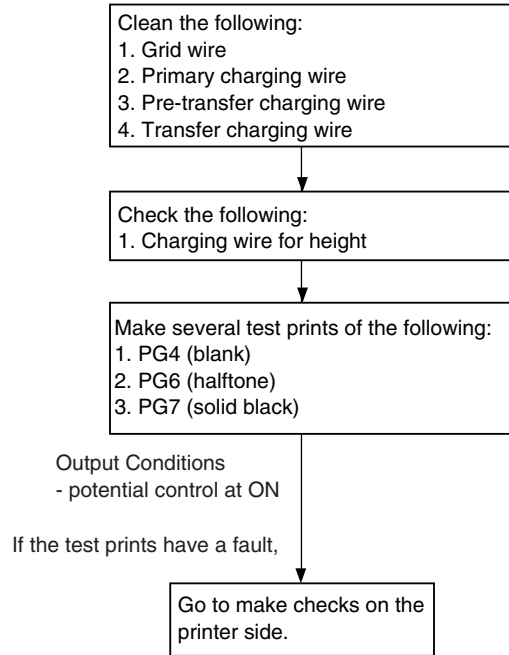 Clean the following:
1. Grid wire
2. Primary charging wire
3. Pre-transfer charging wire
4. Transfer charging wire
Check the following:
1. Charging wire for height
Make several test prints of the following:
1. PG4 (blank)
2. PG6 (halftone)
3. PG7 (solid black)
Output Conditions
- potential control at ON
If the test prints have a fault,
Go to make checks on the
printer side.